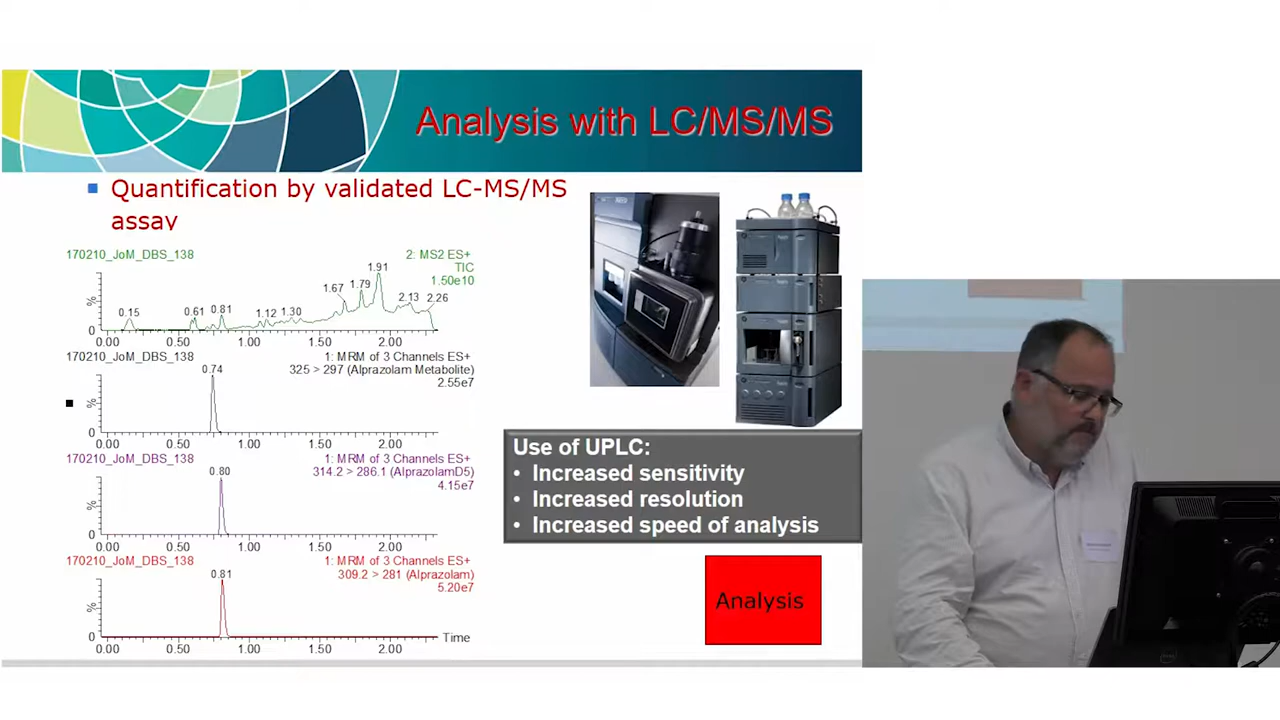 Analysis with LC/MS/MS
Quantification by validated LC-MS/MS
assay
170210_JoM_DBS_138
2: MS2 ES+
TIC
1.50e10
%
0
0.15
0.61
0.81
1.12
1.30
1.67
1.79
1.91
2.13
2.26
0.00 0.50 1.00 1.50 2.00
170210_JoM_DBS_138
1: MRM of 3 Channels ES+
325 > 297 (Alprazolam Metabolite)
2.55e7
0.74
%
0
0.00 0.50 1.00 1.50 2.00
170210_JoM_DBS_138
1: MRM of 3 Channels ES+
314.2 > 286.1 (AlprazolamD5)
4.15e7
0.80
%
0
0.00 0.50 1.00 1.50 2.00
170210_JoM_DBS_138
1: MRM of 3 Channels ES+
309.2 > 281 (Alprazolam)
5.20e7
0.81
%
0
Time
0.00 0.50 1.00 1.50 2.00
Use of UPLC:
• Increased sensitivity
• Increased resolution
• Increased speed of analysis
Analysis